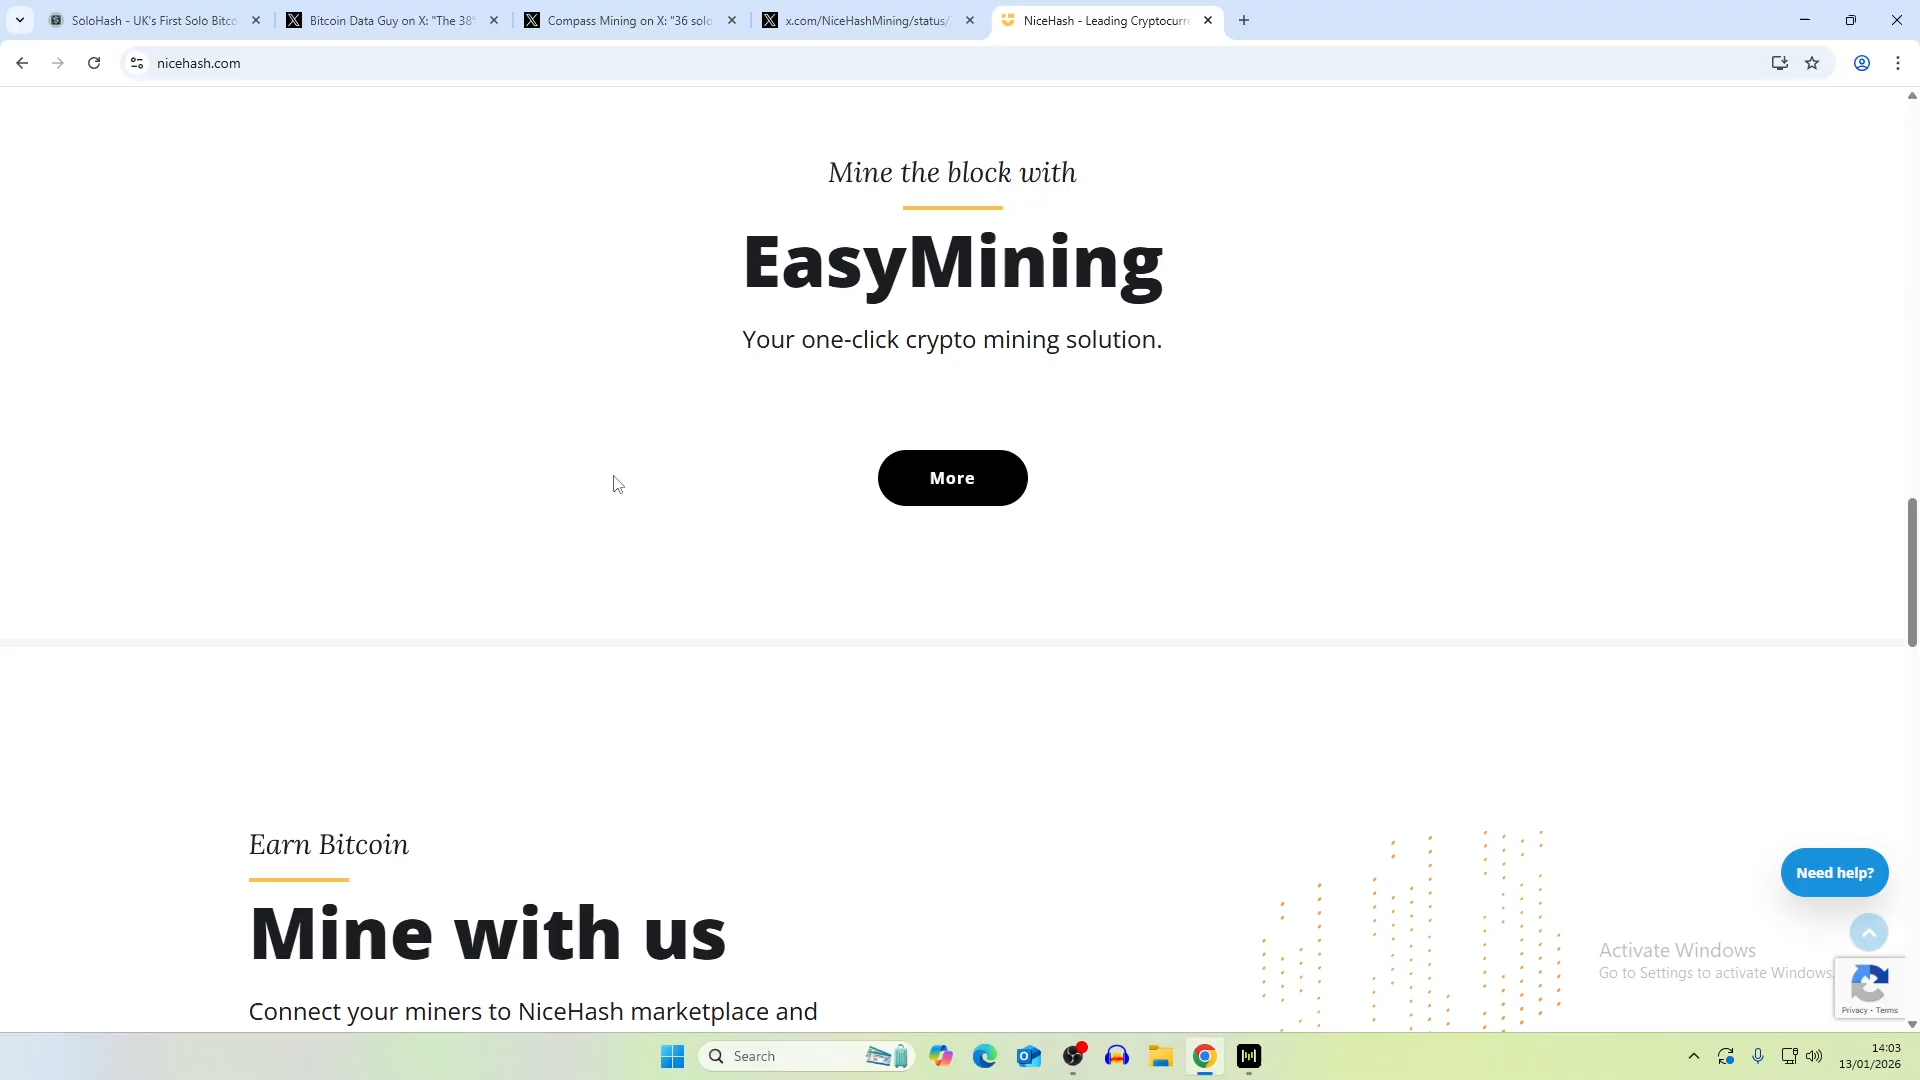 SoloHash - UK's First Solo Bitco
Bitcoin Data Guy on X: "The 38
Compass Mining on X: "36 solo
x.com/NiceHashMining/status/
NiceHash - Leading Cryptocurre
nicehash.com
Mine the block with
EasyMining
Your one-click crypto mining solution.
More
Earn Bitcoin
Mine with us
Connect your miners to NiceHash marketplace and
Need help?
Activate Windows
Go to Settings to activate Windows.
Privacy - Terms
Search
14:03
13/01/2026